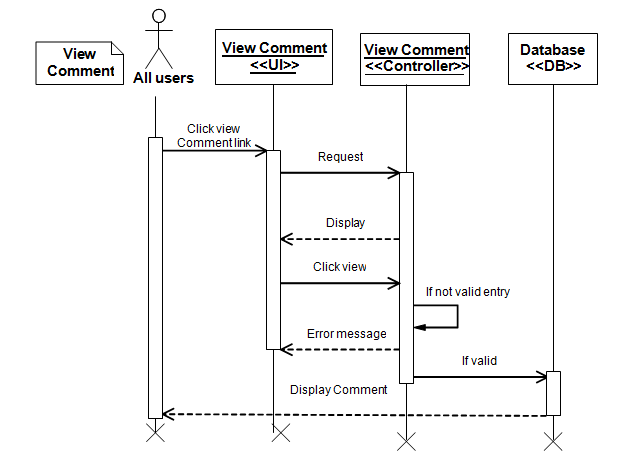 View
Comment
All users
View Comment
<<UI>>
View Comment
<<Controller>>
Database
<<DB>>
Click view
Comment link
Request
Display
Click view
If not valid entry
Error message
If valid
Display Comment